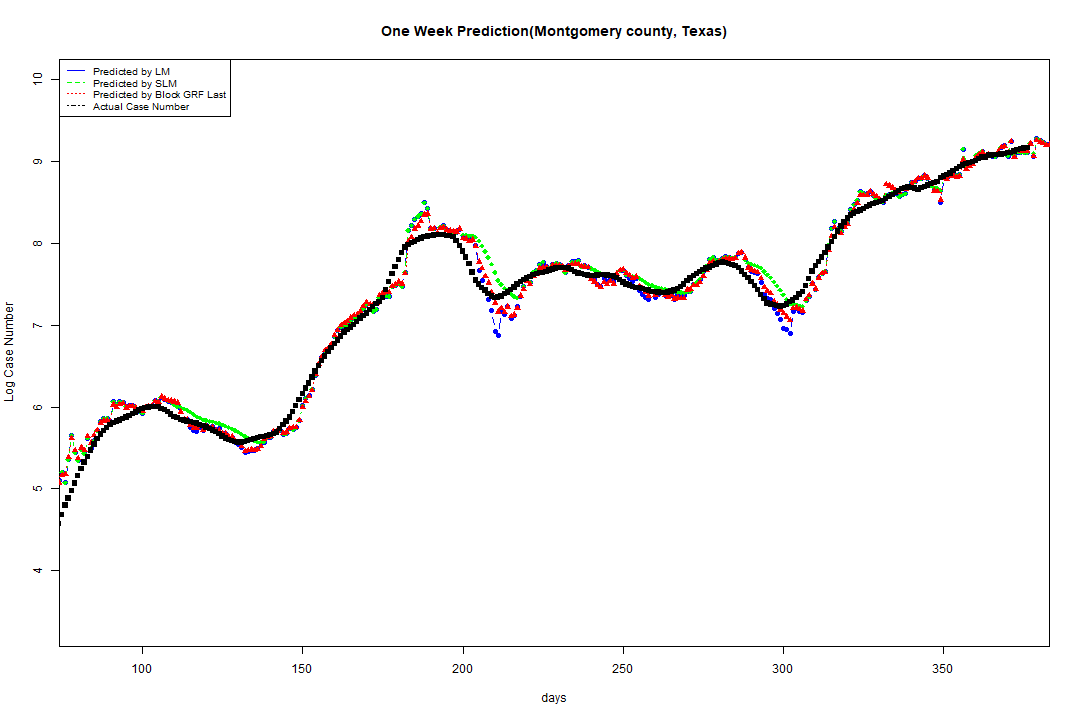 One Week Prediction(Montgomery county, Texas)
Predicted by LM
Predicted by SLM
Predicted by Block GRF Last
Actual Case Number
10
9
8
7
6
5
4
Log Case Number
100 150 200 250 300 350
days